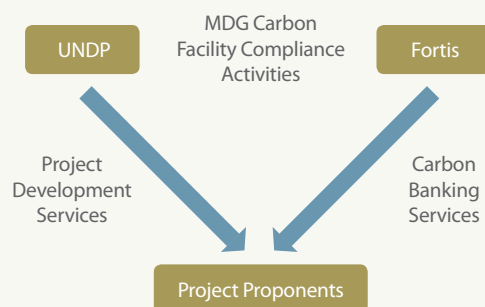 UNDP
MDG Carbon
Facility Compliance
Activities
Fortis
Project
Development
Services
Carbon
Banking
Services
Project Proponents